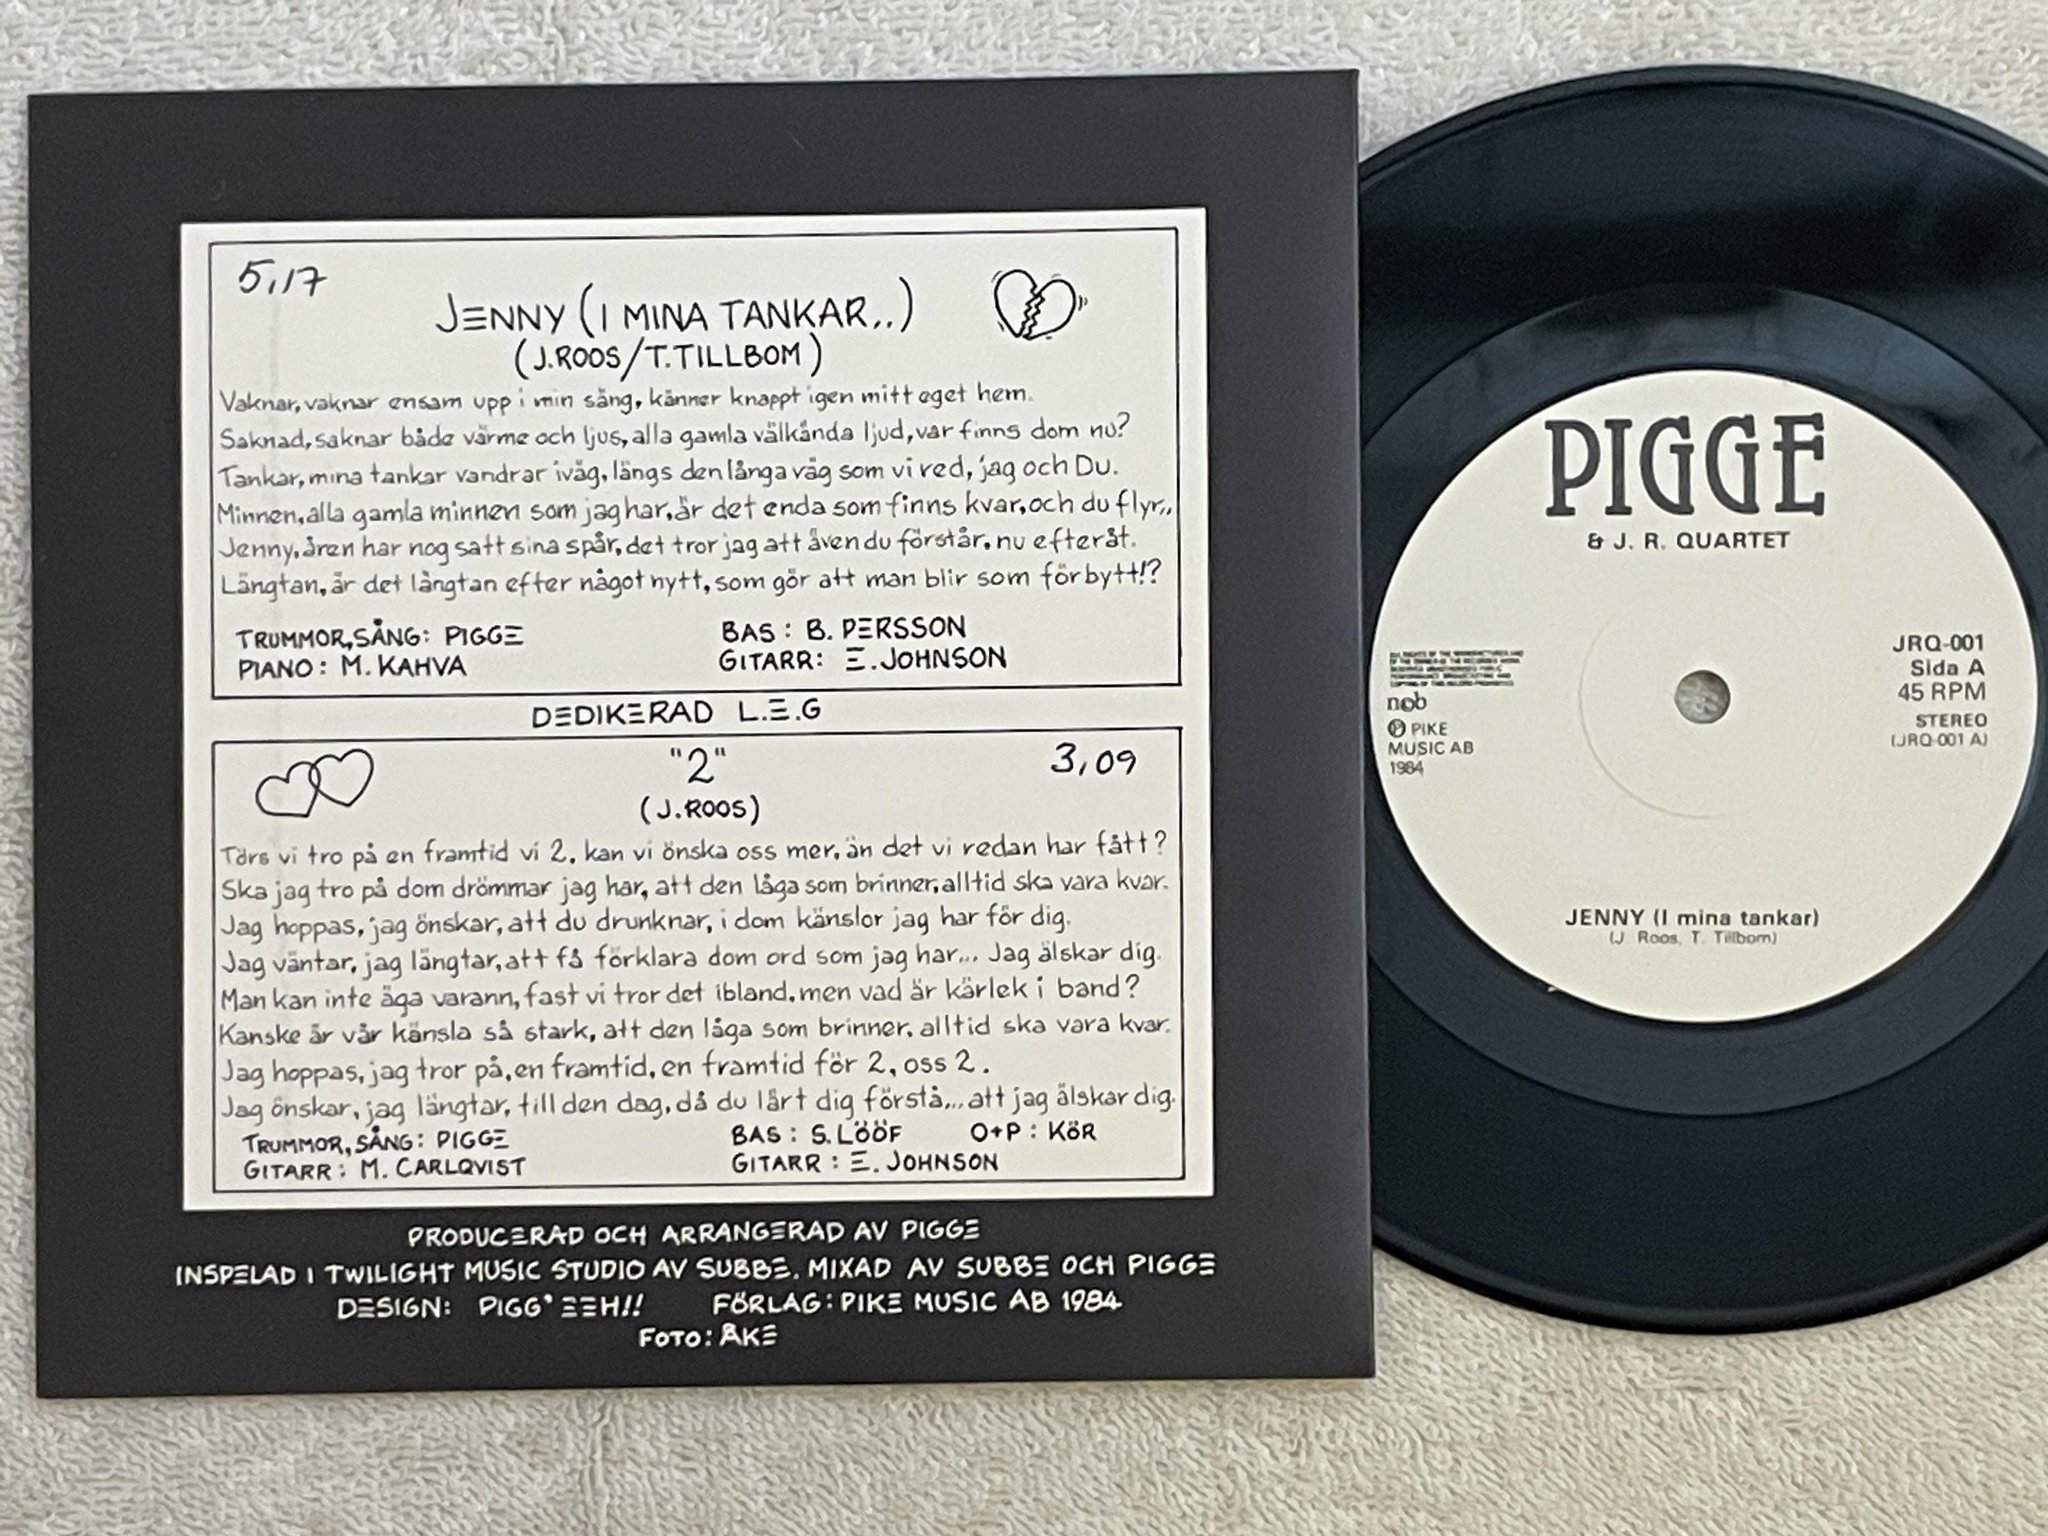 5,17
JENNY (I MINA TANKAR..)
(J.ROOS/T.TILLBOM)
Vaknar, vaknar ensam upp i min säng, känner knappt igen mitt eget hem.
Saknad, saknar både värme och ljus, alla gamla välkända ljud, var finns dom nu?
Tankar, mina tankar vandrar iväg, längs den långa väg som vi red, jag och Du.
Minnen, alla gamla minnen som jag har, är det enda som finns kvar, och du flyr..
Jenny, åren har nog satt sina spår, det tror jag att även du förstår, nu efteråt.
Längtan, är det längtan efter något nytt, som gör att man blir som förbytt!?
TRUMMOR, SÅNG: PIGGE
BAS: B. PERSSON
PIANO: M. KAHVA
GITARR: E. JOHNSON
DEDIKERAD L.E.G
"2"
3,09
(J.ROOS)
Törs vi tro på en framtid vi 2, kan vi önska oss mer, än det vi redan har fått?
Ska jag tro på dom drömmar jag har, att den låga som brinner, alltid ska vara kvar.
Jag hoppas, jag önskar, att du drunknar, i dom känslor jag har för dig.
Jag väntar, jag längtar, att få förklara dom ord som jag har... Jag älskar dig.
Man kan inte äga varann, fast vi tror det ibland, men vad är kärlek i band?
Kanske är vår känsla så stark, att den låga som brinner, alltid ska vara kvar.
Jag hoppas, jag tror på, en framtid, en framtid för 2, oss 2.
Jag önskar, jag längtar, till den dag, då du lärt dig förstå... att jag älskar dig.
TRUMMOR, SÅNG: PIGGE
BAS: S. LÖÖF
O+P: KÖR
GITARR: M. CARLQVIST
GITARR: E. JOHNSON
PRODUCERAD OCH ARRANGERAD AV PIGGE
INSPELAD I TWILIGHT MUSIC STUDIO AV SUBBE. MIXAD AV SUBBE OCH PIGGE
DESIGN: PIGG'EEH!! FÖRLAG: PIKE MUSIC AB 1984
FOTO: ÅKE
PIGGE
& J. R. QUARTET
JRQ-001
Sida A
45 RPM
STEREO
(JRQ-001 A)
ncb
Ⓟ PIKE
MUSIC AB
1984
JENNY (I mina tankar)
(J. Roos, T. Tillbom)